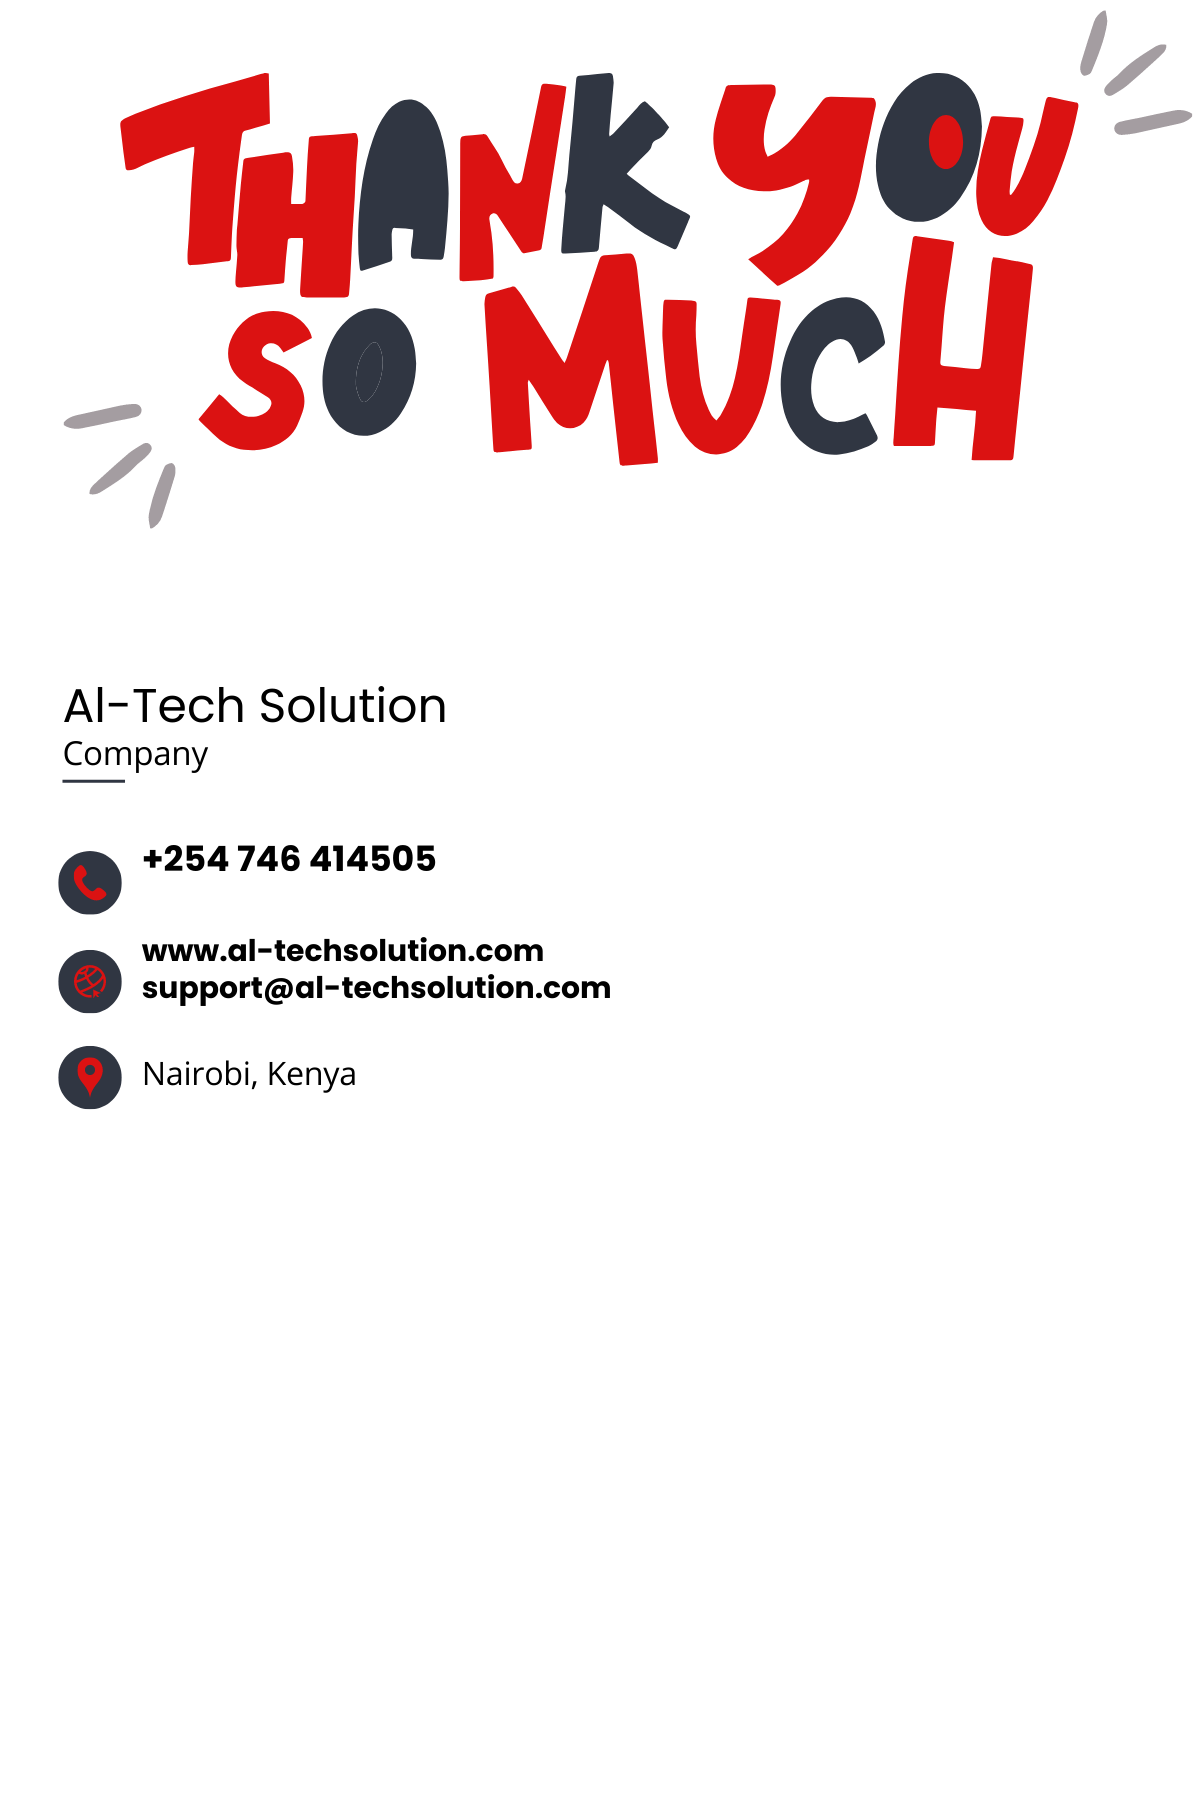 THANK YOU
SO MUCH
Al-Tech Solution
Company
+254 746 414505
www.al-techsolution.com
support@al-techsolution.com
Nairobi, Kenya